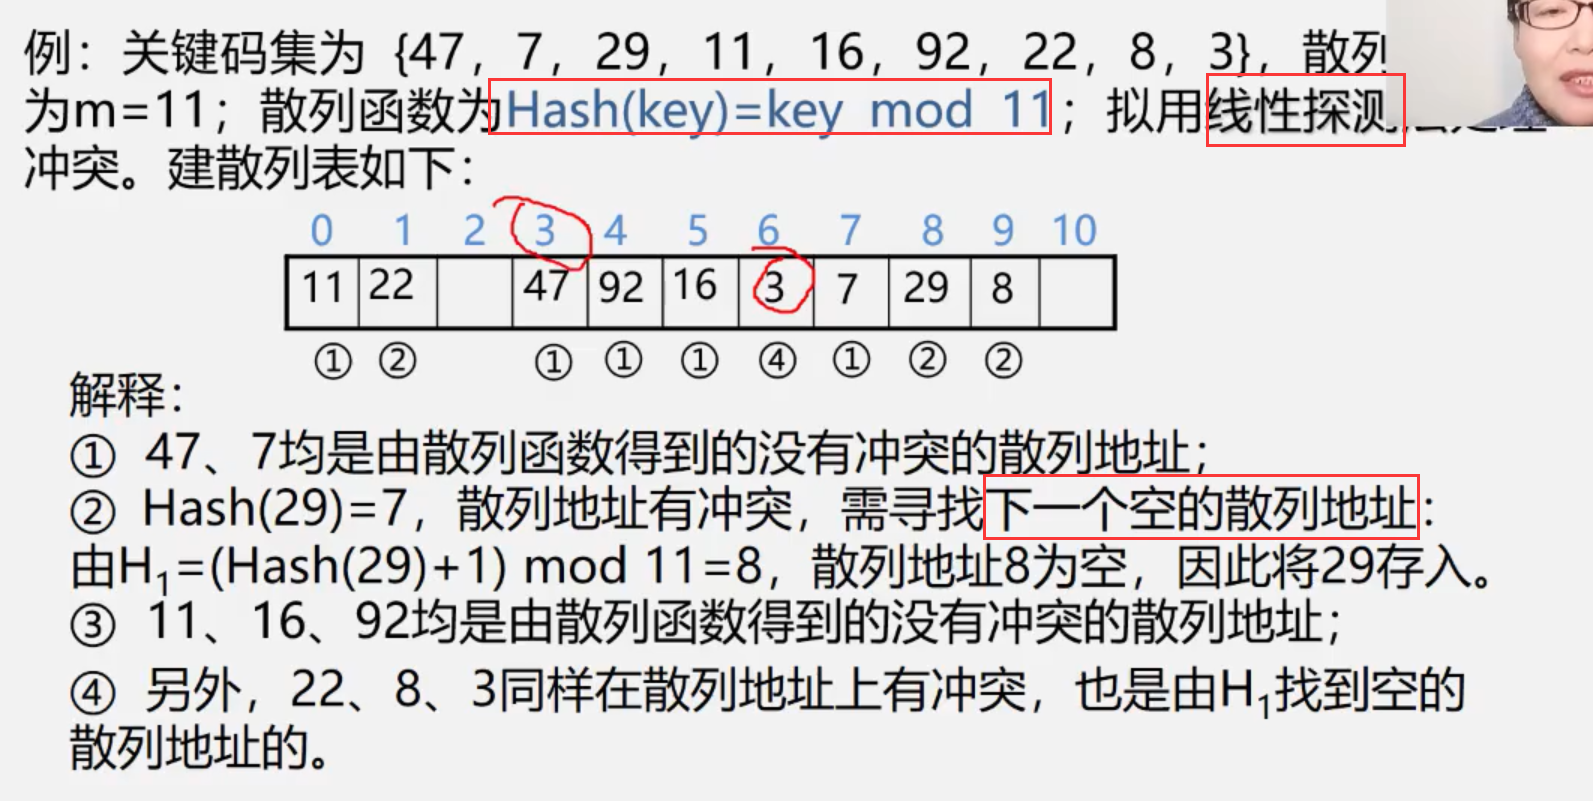 例：关键码集为 {47，7，29，11，16，92，22，8，3}，散列
为m=11；散列函数为Hash(key)=key mod 11；拟用线性探测
冲突。建散列表如下：
0 1 2 3 4 5 6 7 8 9 10
11 22 47 92 16 3 7 29 8
① ② ① ① ① ④ ① ② ②
解释：
① 47、7均是由散列函数得到的没有冲突的散列地址；
② Hash(29)=7，散列地址有冲突，需寻找下一个空的散列地址：
由H₁=(Hash(29)+1) mod 11=8，散列地址8为空，因此将29存入。
③ 11、16、92均是由散列函数得到的没有冲突的散列地址；
④ 另外，22、8、3同样在散列地址上有冲突，也是由H₁找到空的
散列地址的。